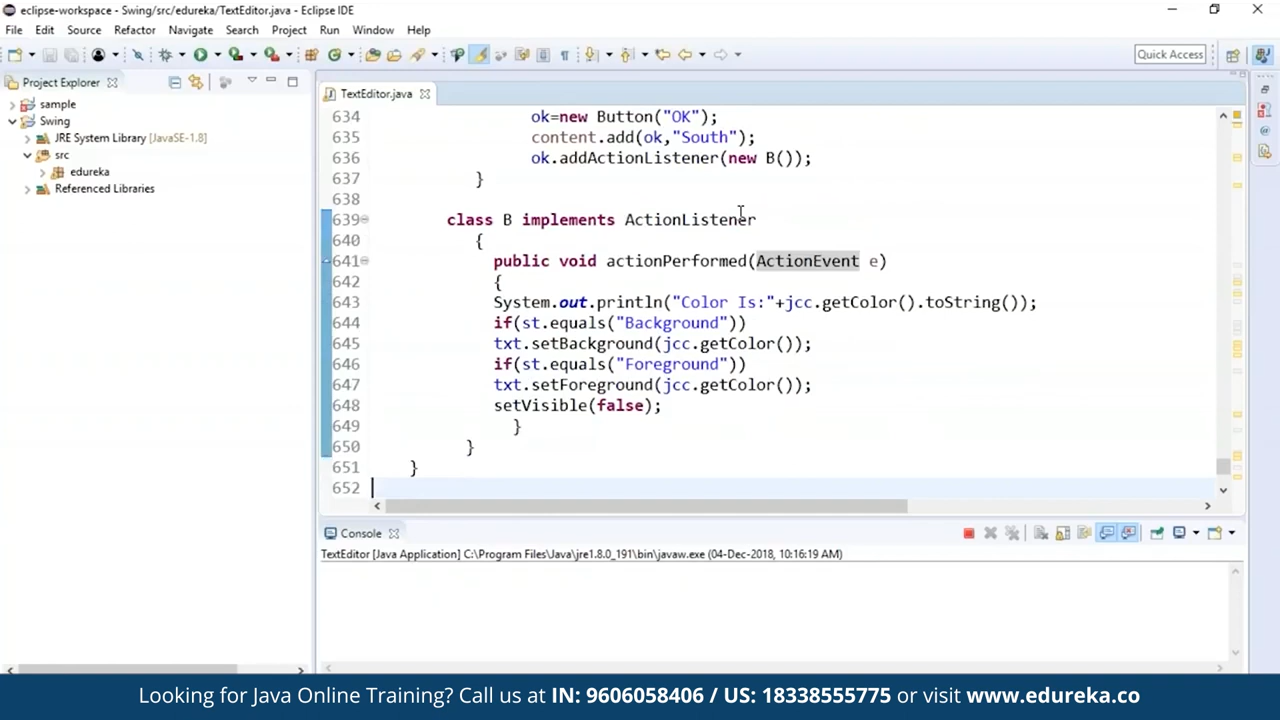 eclipse-workspace - Swing/src/edureka/TextEditor.java - Eclipse IDE
File Edit Source Refactor Navigate Search Project Run Window Help
Quick Access
Project Explorer
TextEditor.java
sample
Swing
JRE System Library [JavaSE-1.8]
src
edureka
Referenced Libraries
634 ok=new Button("OK");
635 content.add(ok,"South");
636 ok.addActionListener(new B());
637 }
638
639 class B implements ActionListener
640 {
641 public void actionPerformed(ActionEvent e)
642 {
643 System.out.println("Color Is:"+jcc.getColor().toString());
644 if(st.equals("Background"))
645 txt.setBackground(jcc.getColor());
646 if(st.equals("Foreground"))
647 txt.setForeground(jcc.getColor());
648 setVisible(false);
649 }
650 }
651 }
652
Console
TextEditor [Java Application] C:\Program Files\Java\jre1.8.0_191\bin\javaw.exe (04-Dec-2018, 10:16:19 AM)
Looking for Java Online Training? Call us at IN: 9606058406 / US: 18338555775 or visit www.edureka.co